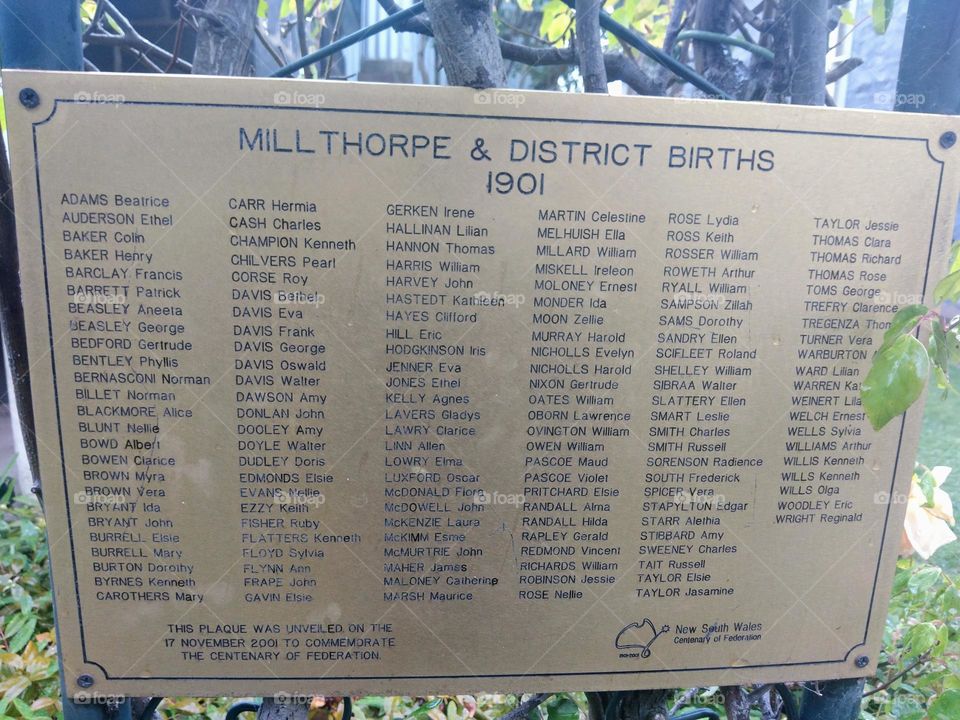 MILLTHORPE & DISTRICT BIRTHS
1901
ADAMS Beatrice
AUDERSON Ethel
BAKER Colin
BAKER Henry
BARCLAY Francis
BARRETT Patrick
BEASLEY Aneeta
BEASLEY George
BEDFORD Gertrude
BENTLEY Phyllis
BERNASCONI Norman
BILLET Norman
BLACKMORE Alice
BLUNT Nellie
BOWD Albert
BOWEN Clarice
BROWN Myra
BROWN Vera
BRYANT Ida
BRYANT John
BURRELL Elsie
BURRELL Mary
BURTON Dorothy
BYRNES Kenneth
CAROTHERS Mary
CARR Hermia
CASH Charles
CHAMPION Kenneth
CHILVERS Pearl
CORSE Roy
DAVIS Bethel
DAVIS Eva
DAVIS Frank
DAVIS George
DAVIS Oswald
DAVIS Walter
DAWSON Amy
DONLAN John
DOOLEY Amy
DOYLE Walter
DUDLEY Doris
EDMONDS Elsie
EVANS Nellie
EZZY Keith
FISHER Ruby
FLATTERS Kenneth
FLOYD Sylvia
FLYNN Ann
FRAPE John
GAVIN Elsie
GERKEN Irene
HALLINAN Lilian
HANNON Thomas
HARRIS William
HARVEY John
HASTEDT Kathleen
HAYES Clifford
HILL Eric
HODGKINSON Iris
JENNER Eva
JONES Ethel
KELLY Agnes
LAVERS Gladys
LAWRY Clarice
LINN Allen
LOWRY Elma
LUXFORD Oscar
McDONALD Flora
McDOWELL John
McKENZIE Laura
McKIMM Esme
McMURTRIE John
MAHER James
MALONEY Catherine
MARSH Maurice
MARTIN Celestine
MELHUISH Ella
MILLARD William
MISKELL Ireleon
MOLONEY Ernest
MONDER Ida
MOON Zellie
MURRAY Harold
NICHOLLS Evelyn
NICHOLLS Harold
NIXON Gertrude
OATES William
OBORN Lawrence
OVINGTON William
OWEN William
PASCOE Maud
PASCOE Violet
PRITCHARD Elsie
RANDALL Alma
RANDALL Hilda
RAPLEY Gerald
REDMOND Vincent
RICHARDS William
ROBINSON Jessie
ROSE Nellie
ROSE Lydia
ROSS Keith
ROSSER William
ROWETH Arthur
RYALL William
SAMPSON Zillah
SAMS Dorothy
SANDRY Ellen
SCIFLEET Roland
SHELLEY William
SIBRAA Walter
SLATTERY Ellen
SMART Leslie
SMITH Charles
SMITH Russell
SORENSON Radience
SOUTH Frederick
SPICER Vera
STAPYLTON Edgar
STARR Alethia
STIBBARD Amy
SWEENEY Charles
TAIT Russell
TAYLOR Elsie
TAYLOR Jasamine
TAYLOR Jessie
THOMAS Clara
THOMAS Richard
THOMAS Rose
TOMS George
TREFRY Clarence
TREGENZA Thom
TURNER Vera
WARBURTON
WARD Lilian
WARREN Kat
WEINERT Lila
WELCH Ernest
WELLS Sylvia
WILLIAMS Arthur
WILLIS Kenneth
WILLS Kenneth
WILLS Olga
WOODLEY Eric
WRIGHT Reginald
THIS PLAQUE WAS UNVEILED ON THE
17 NOVEMBER 2001 TO COMMEMORATE
THE CENTENARY OF FEDERATION.
New South Wales
Centenary of Federation
1901-2001